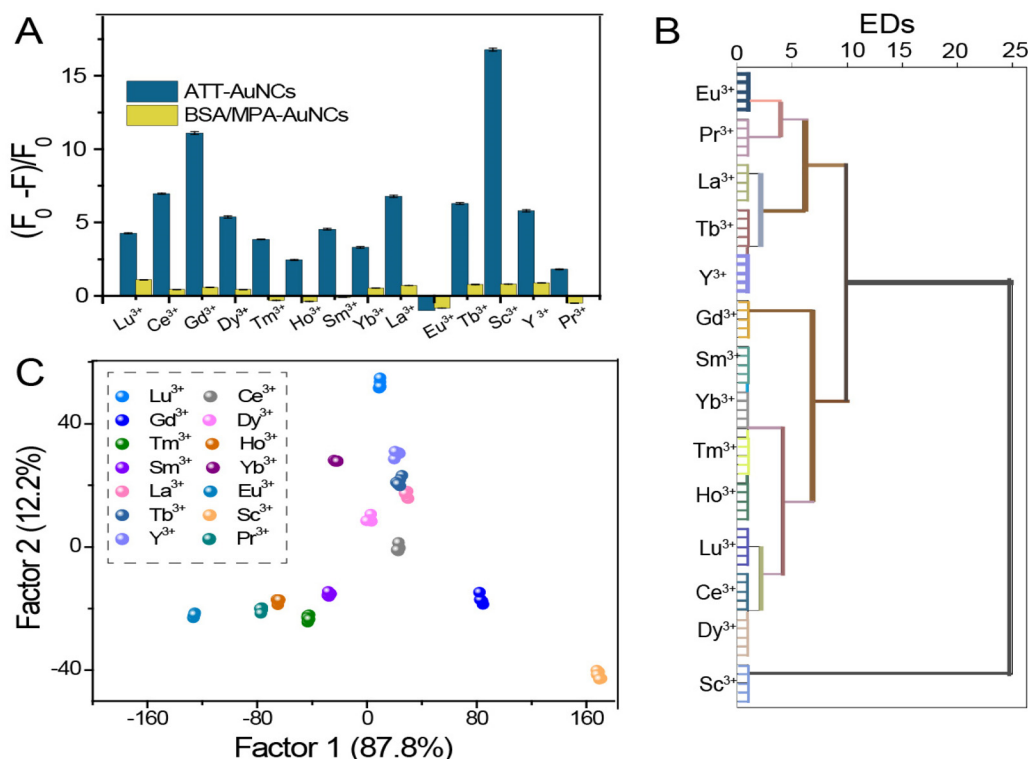 A
(F₀ -F)/F₀
15
10
5
0
ATT-AuNCs
BSA/MPA-AuNCs
Lu³⁺ Ce³⁺ Gd³⁺ Dy³⁺ Tm³⁺ Ho³⁺ Sm³⁺ Yb³⁺ La³⁺ Eu³⁺ Tb³⁺ Sc³⁺ Y³⁺ Pr³⁺
B
EDs
0 5 10 15 20 25
Eu³⁺
Pr³⁺
La³⁺
Tb³⁺
Y³⁺
Gd³⁺
Sm³⁺
Yb³⁺
Tm³⁺
Ho³⁺
Lu³⁺
Ce³⁺
Dy³⁺
Sc³⁺
C
Factor 2 (12.2%)
40
0
-40
Lu³⁺ Ce³⁺
Gd³⁺ Dy³⁺
Tm³⁺ Ho³⁺
Sm³⁺ Yb³⁺
La³⁺ Eu³⁺
Tb³⁺ Sc³⁺
Y³⁺ Pr³⁺
-160 -80 0 80 160
Factor 1 (87.8%)